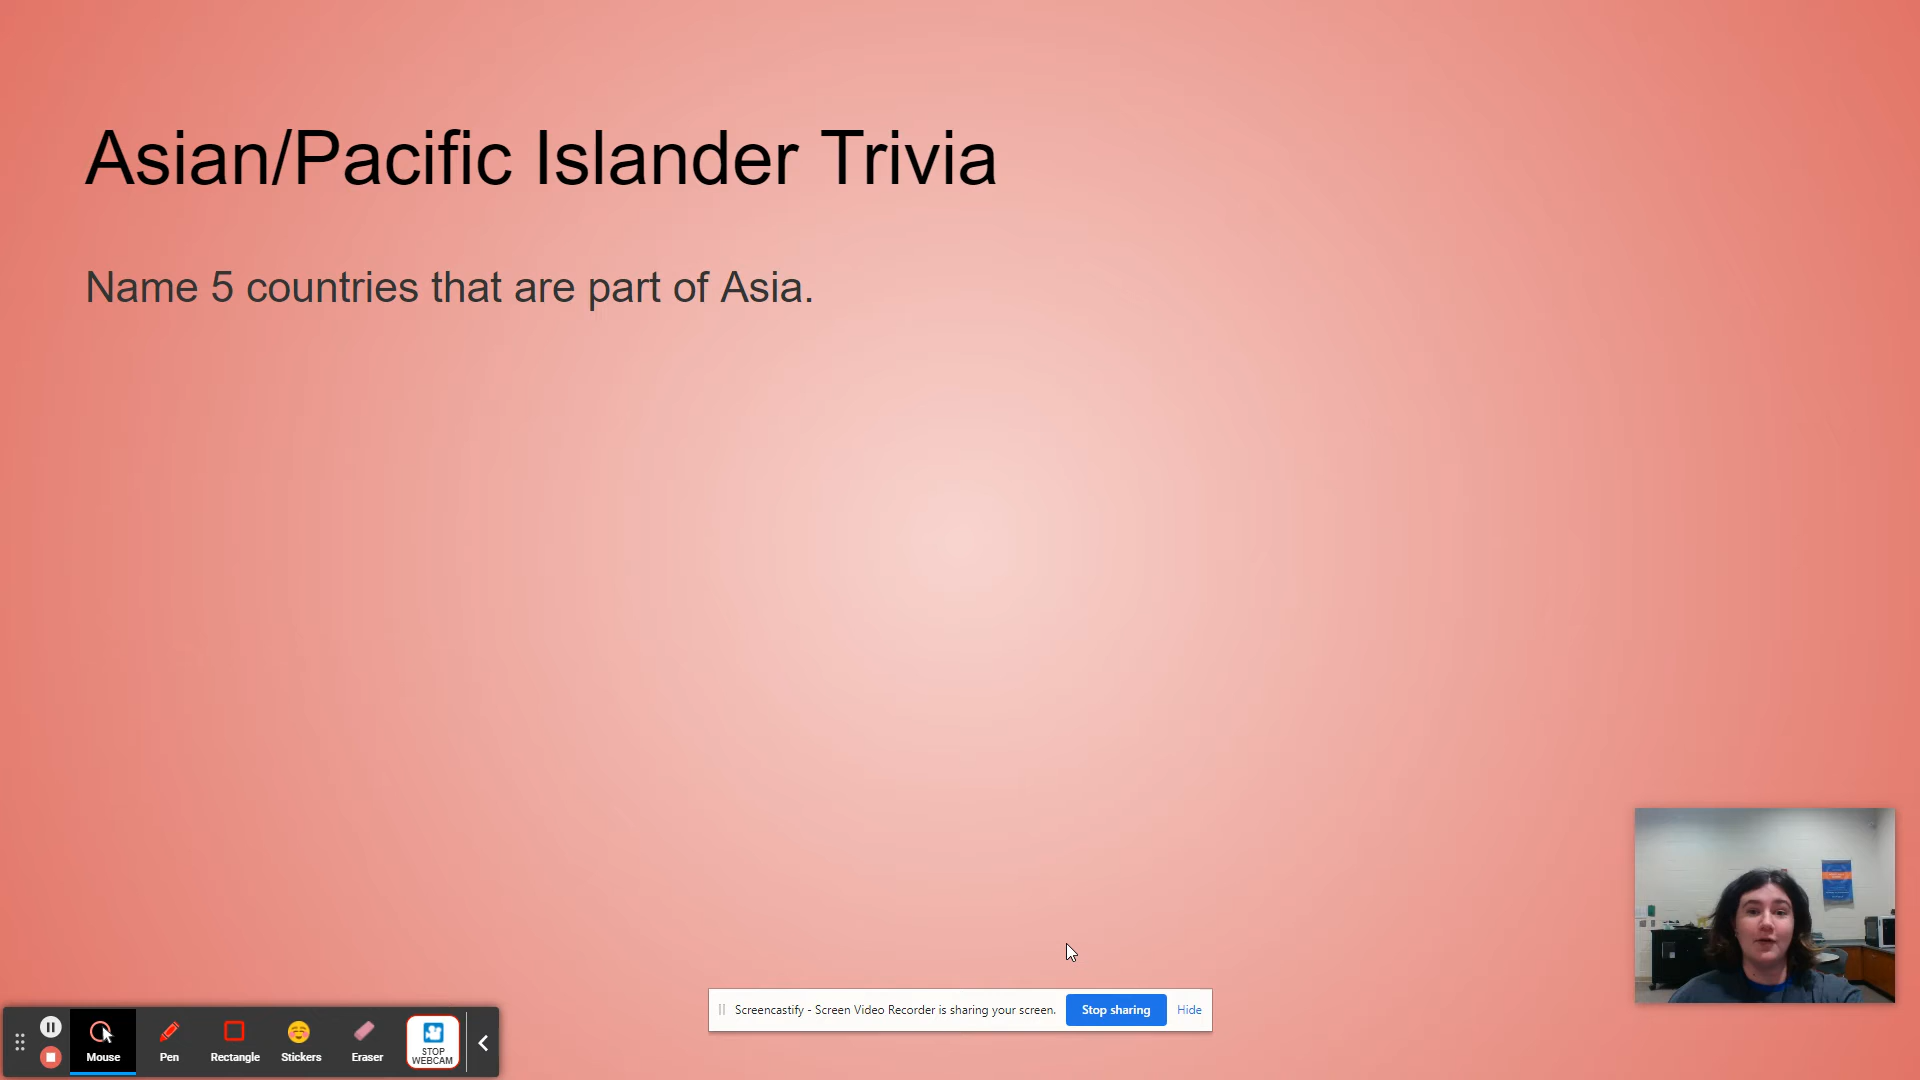 Asian/Pacific Islander Trivia
Name 5 countries that are part of Asia.
Screencastify - Screen Video Recorder is sharing your screen. Stop sharing Hide
Mouse Pen Rectangle Stickers Eraser STOP
WEBCAM